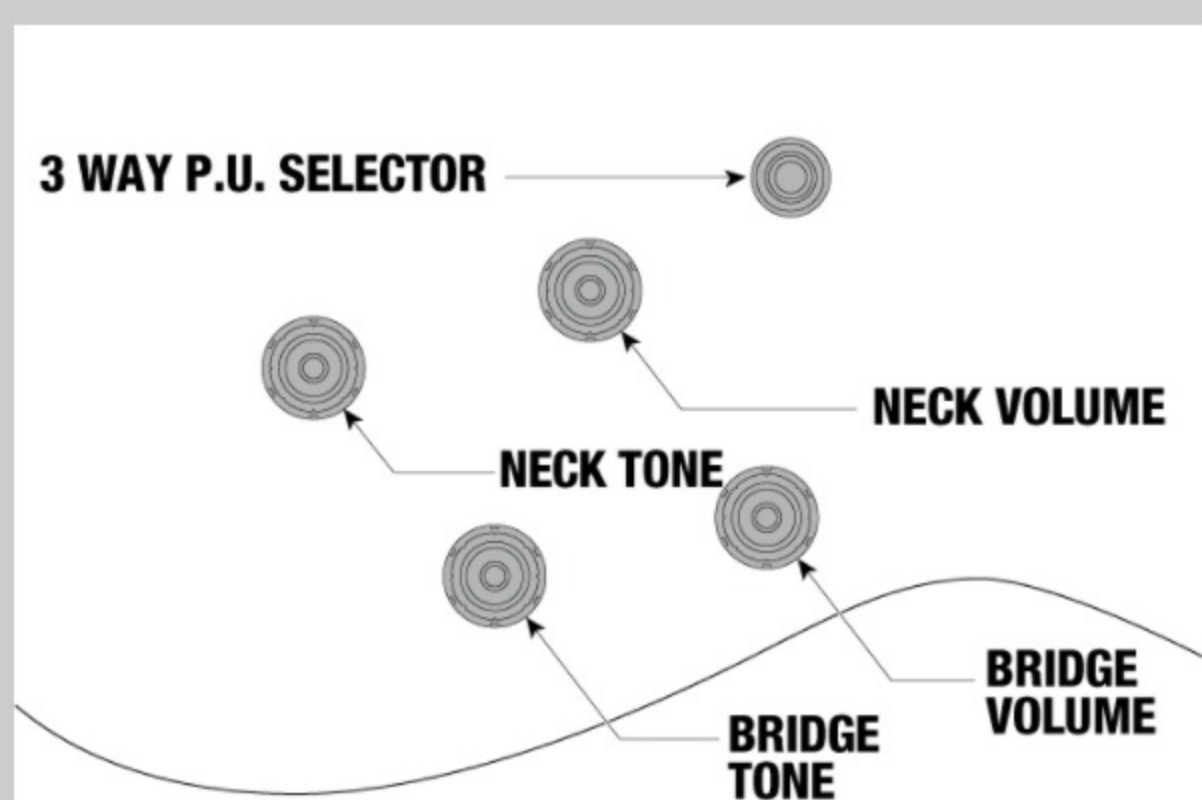 3 WAY P.U. SELECTOR
NECK VOLUME
NECK TONE
BRIDGE
VOLUME
BRIDGE
TONE